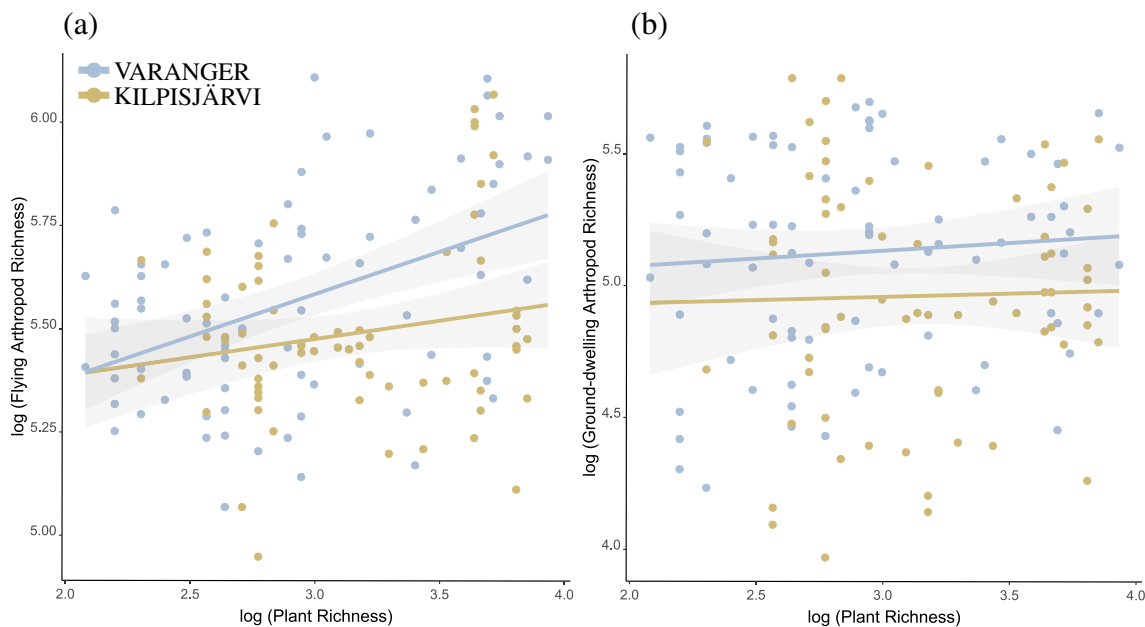 (a)
VARANGER
KILPISJÄRVI
log (Flying Arthropod Richness)
6.00
5.75
5.50
5.25
5.00
2.0 2.5 3.0 3.5 4.0
log (Plant Richness)
(b)
log (Ground-dwelling Arthropod Richness)
5.5
5.0
4.5
4.0
2.0 2.5 3.0 3.5 4.0
log (Plant Richness)